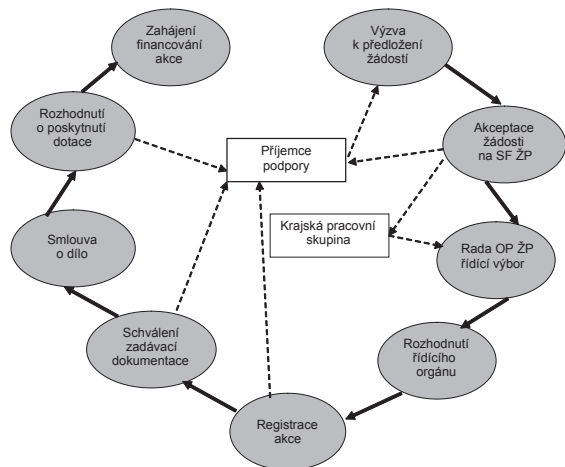 Zahájení
financování
akce
Výzva
k předložení
žádostí
Rozhodnutí
o poskytnutí
dotace
Příjemce
podpory
Akceptace
žádosti
na SF ŽP
Smlouva
o dílo
Krajská pracovní
skupina
Rada OP ŽP
řídící výbor
Schválení
zadávací
dokumentace
Rozhodnutí
řídícího
orgánu
Registrace
akce